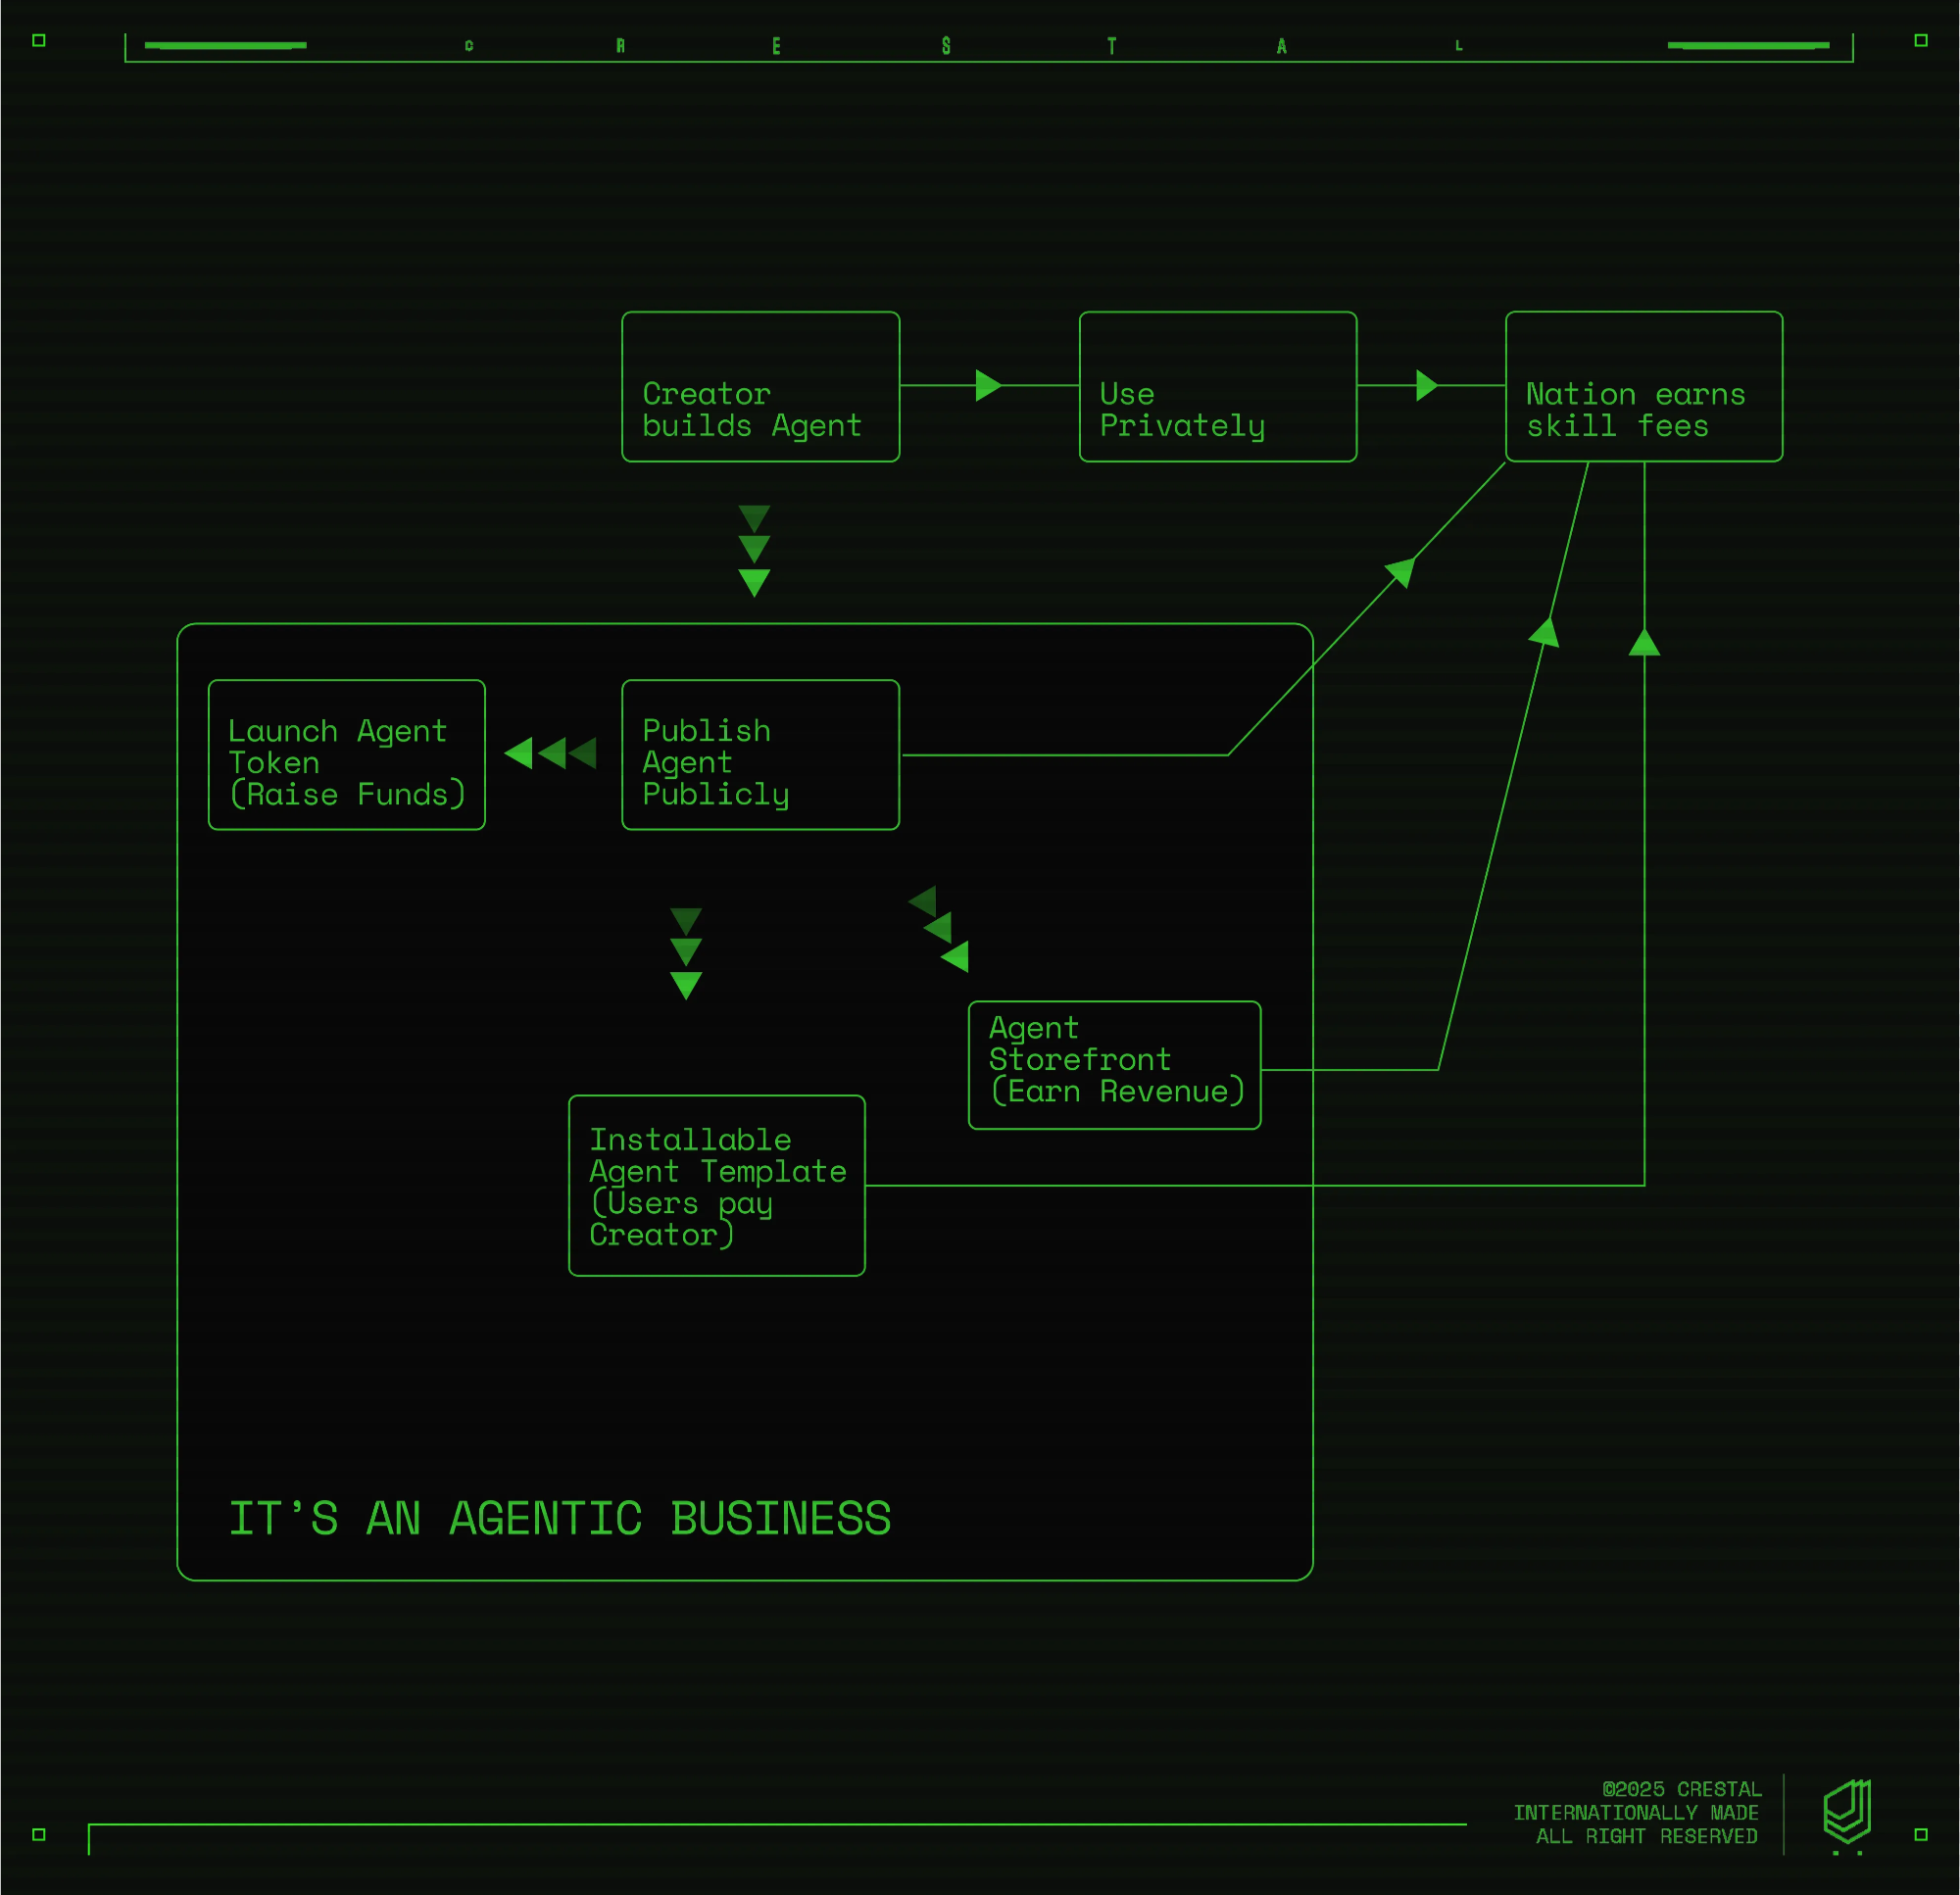 C R E S T A L
Creator
builds Agent
Use
Privately
Nation earns
skill fees
Launch Agent
Token
(Raise Funds)
Publish
Agent
Publicly
Agent
Storefront
(Earn Revenue)
Installable
Agent Template
(Users pay
Creator)
IT'S AN AGENTIC BUSINESS
©2025 CRESTAL
INTERNATIONALLY MADE
ALL RIGHT RESERVED